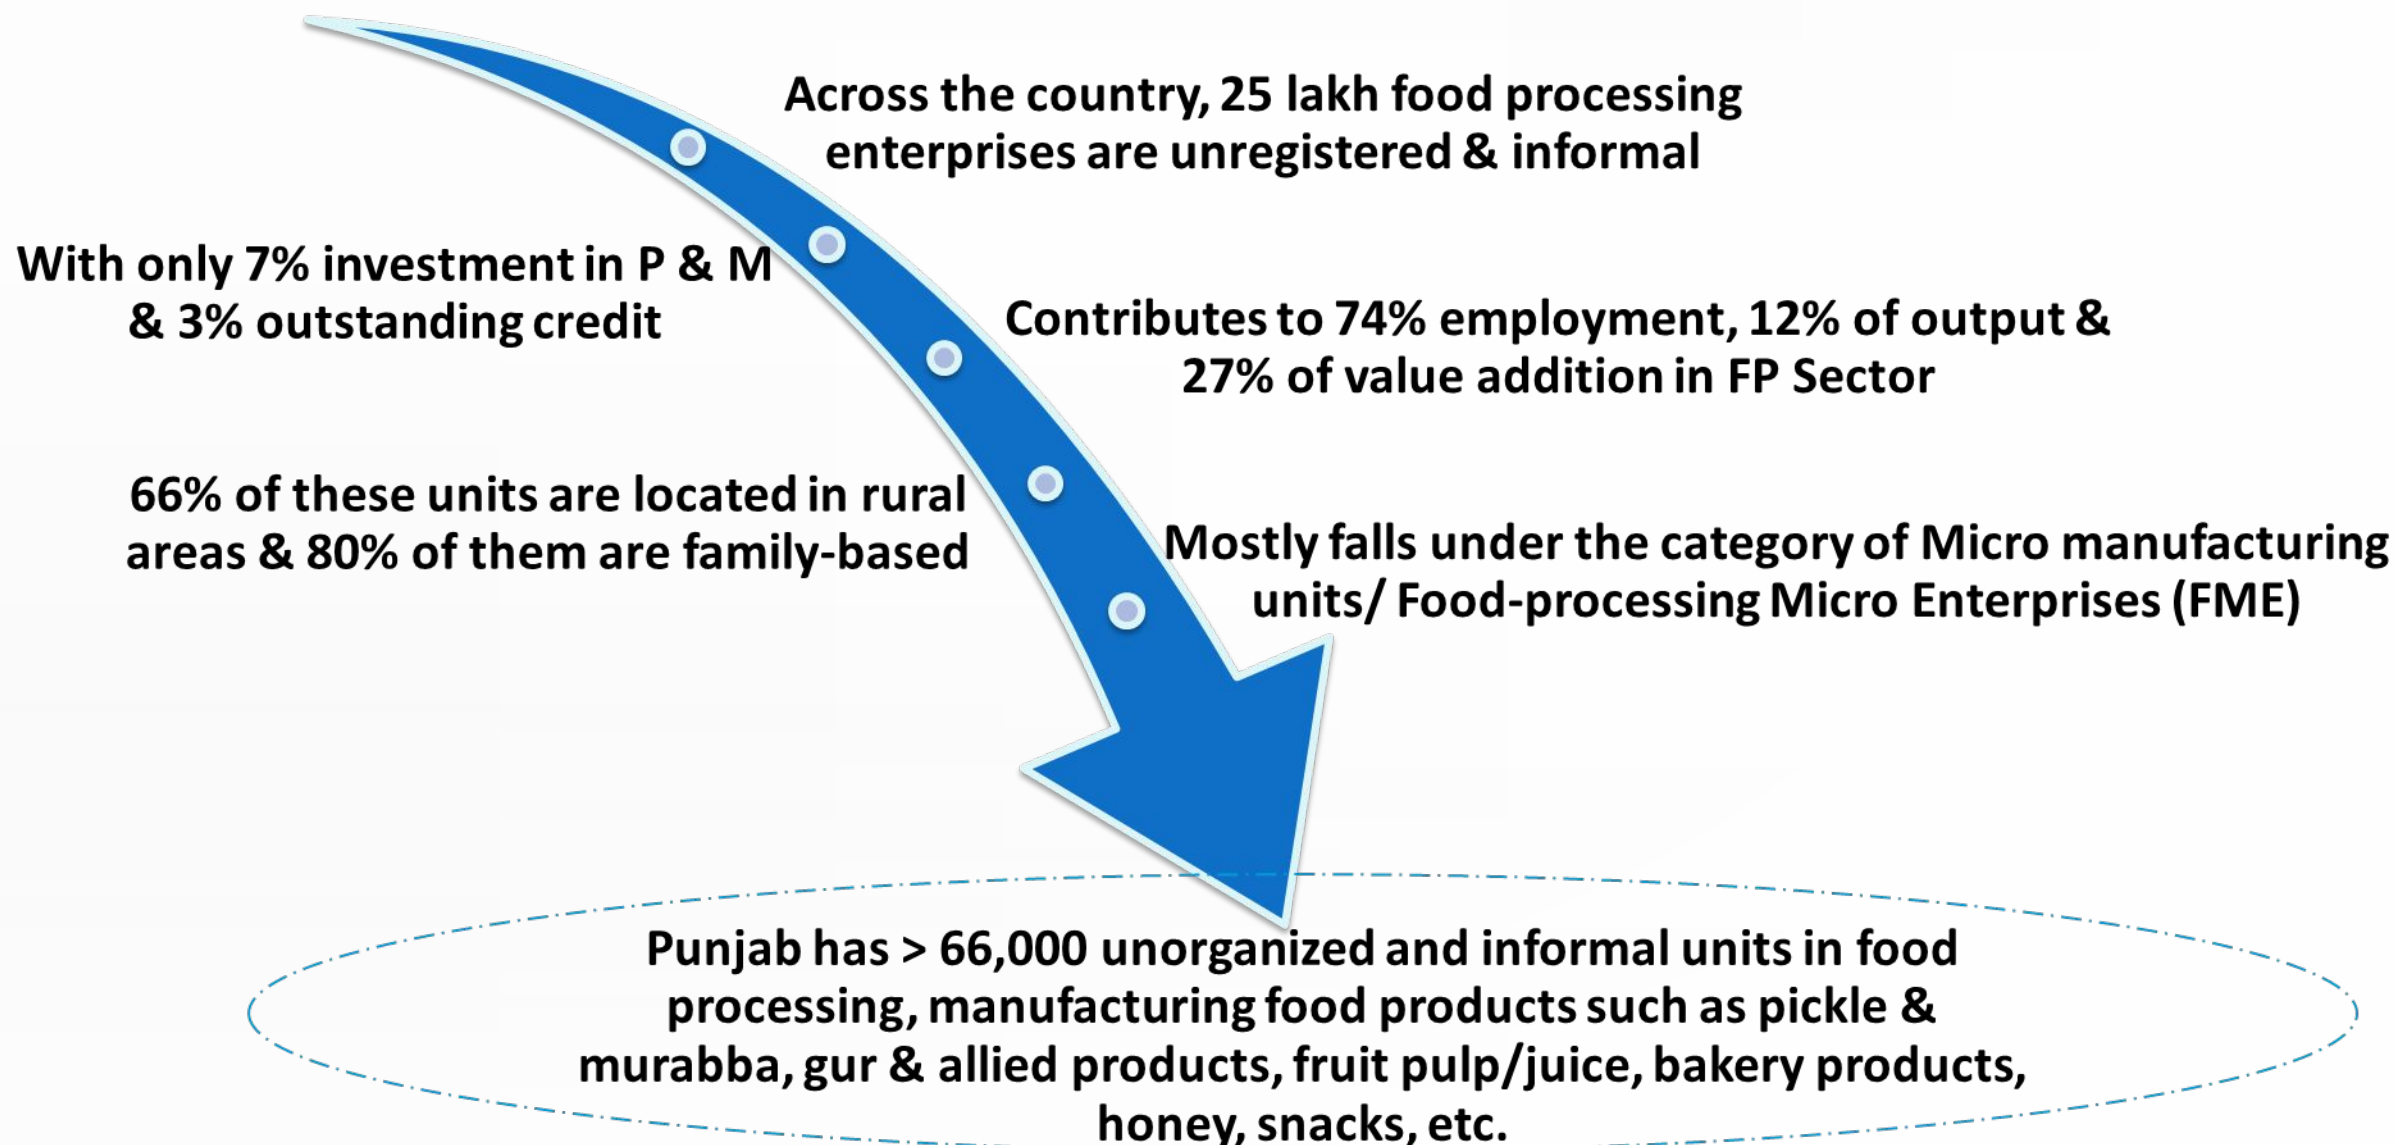 Across the country, 25 lakh food processing
enterprises are unregistered & informal
With only 7% investment in P & M
& 3% outstanding credit
Contributes to 74% employment, 12% of output &
27% of value addition in FP Sector
66% of these units are located in rural
areas & 80% of them are family-based
Mostly falls under the category of Micro manufacturing
units/ Food-processing Micro Enterprises (FME)
Punjab has > 66,000 unorganized and informal units in food
processing, manufacturing food products such as pickle &
murabba, gur & allied products, fruit pulp/juice, bakery products,
honey, snacks, etc.